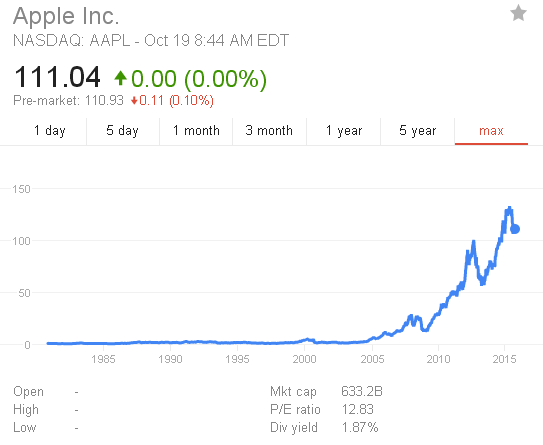 Apple Inc.
NASDAQ: AAPL - Oct 19 8:44 AM EDT
111.04 0.00 (0.00%)
Pre-market: 110.93 0.11 (0.10%)
1 day 5 day 1 month 3 month 1 year 5 year max
150
100
50
0
1985 1990 1995 2000 2005 2010 2015
Open - Mkt cap 633.2B
High - P/E ratio 12.83
Low - Div yield 1.87%